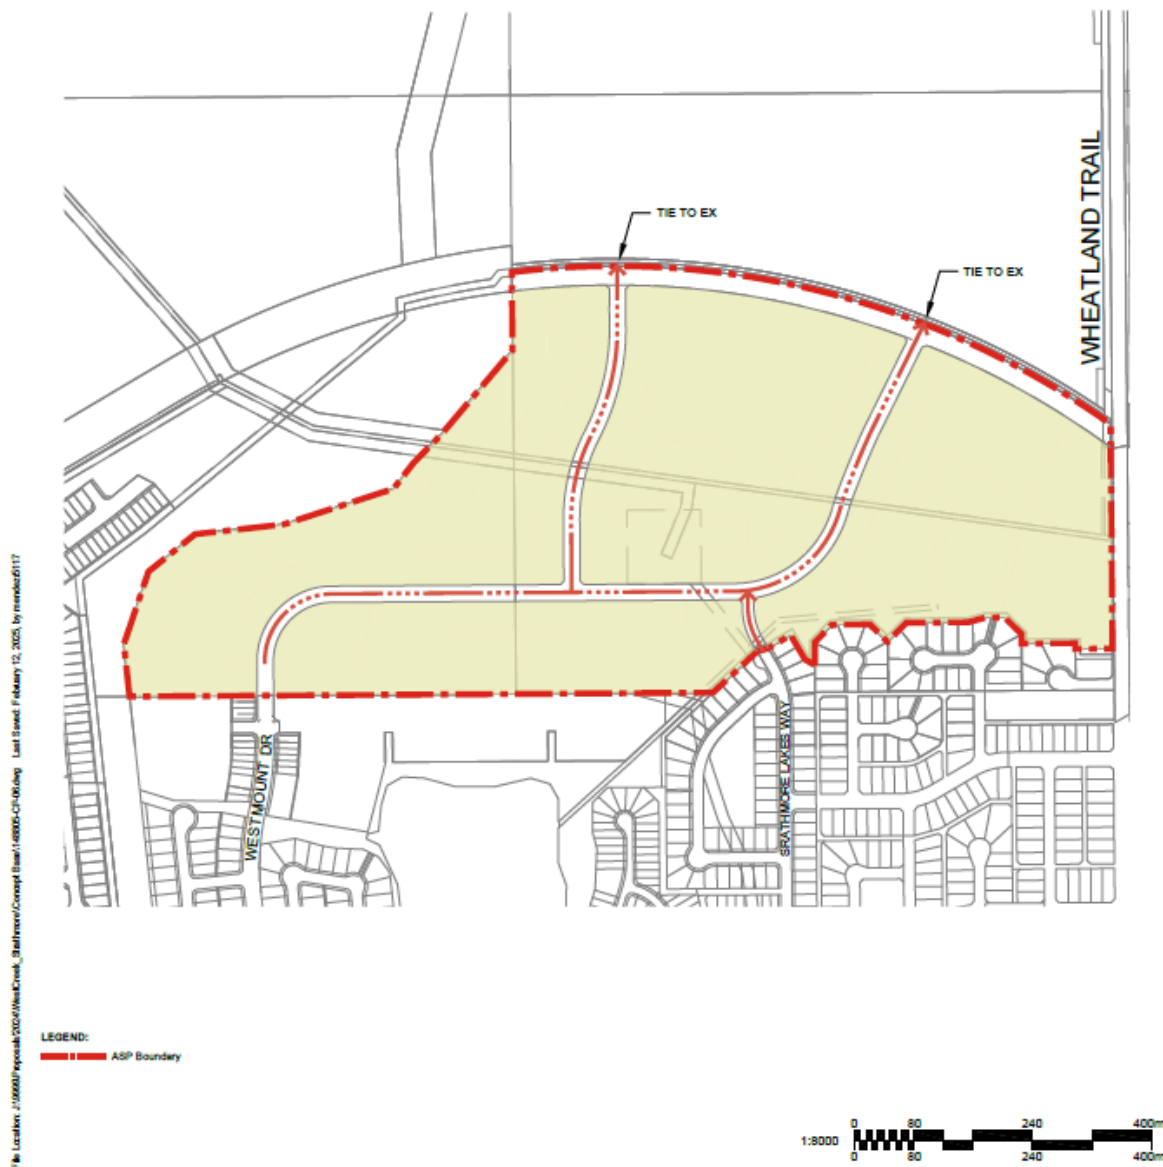 TIE TO EX
TIE TO EX
WHEATLAND TRAIL
WESTMOUNT DR
SRATHMORE LAKES WAY
Last Saved: February 12, 2025, by mendez6117
LEGEND:
ASP Boundary
1:8000
0 80 240 400m
0 80 240 400m